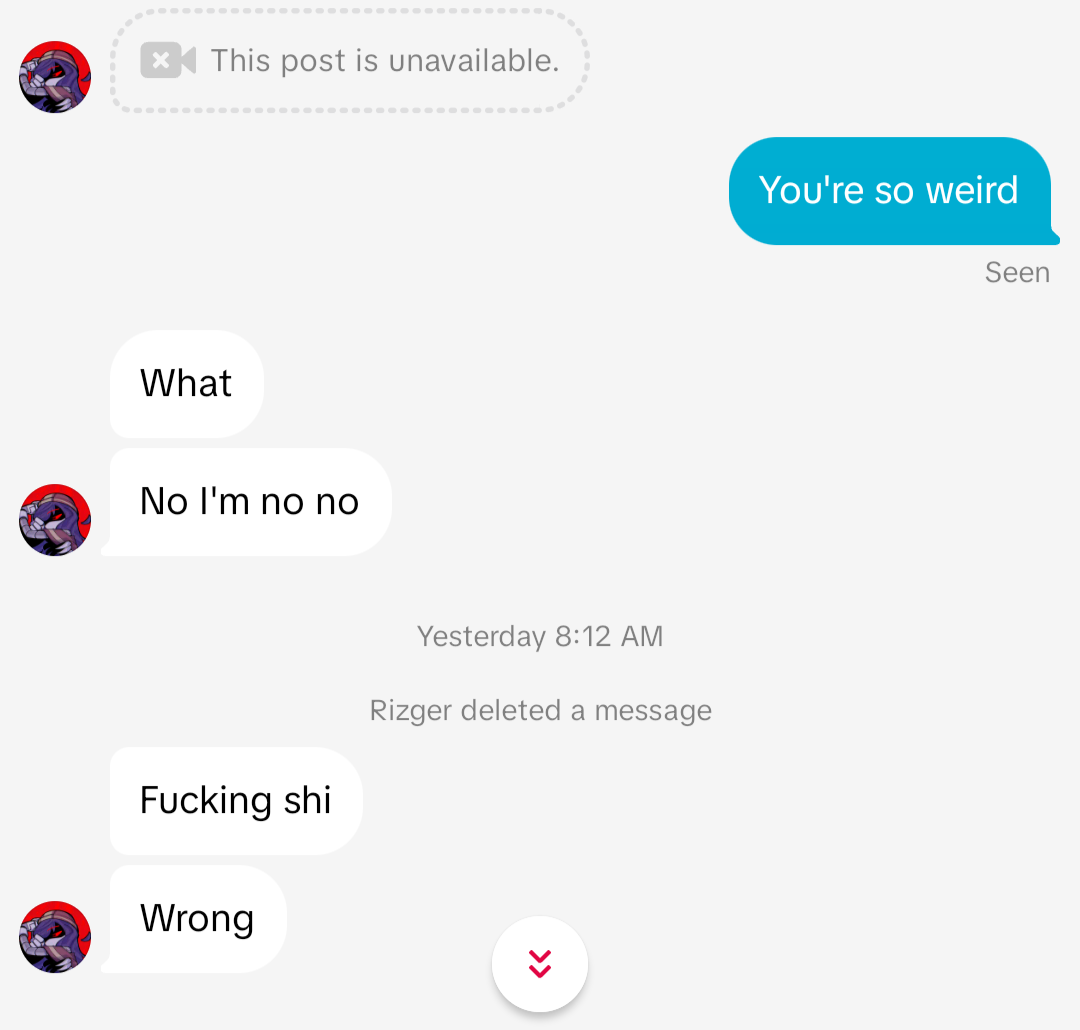 This post is unavailable.
You're so weird
Seen
What
No I'm no no
Yesterday 8:12 AM
Rizger deleted a message
Fucking shi
Wrong